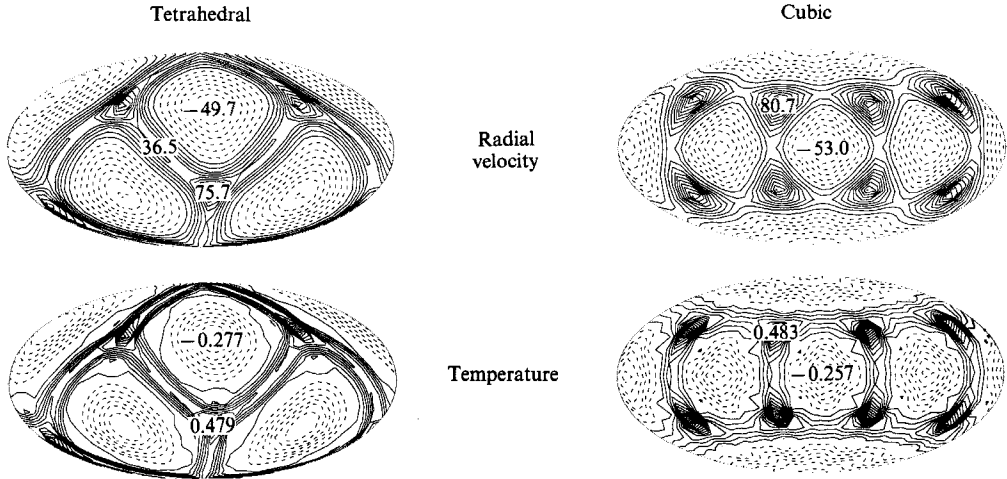 Tetrahedral
Cubic
−49.7
36.5
75.7
Radial
velocity
80.7
−53.0
−0.277
0.479
Temperature
0.483
−0.257